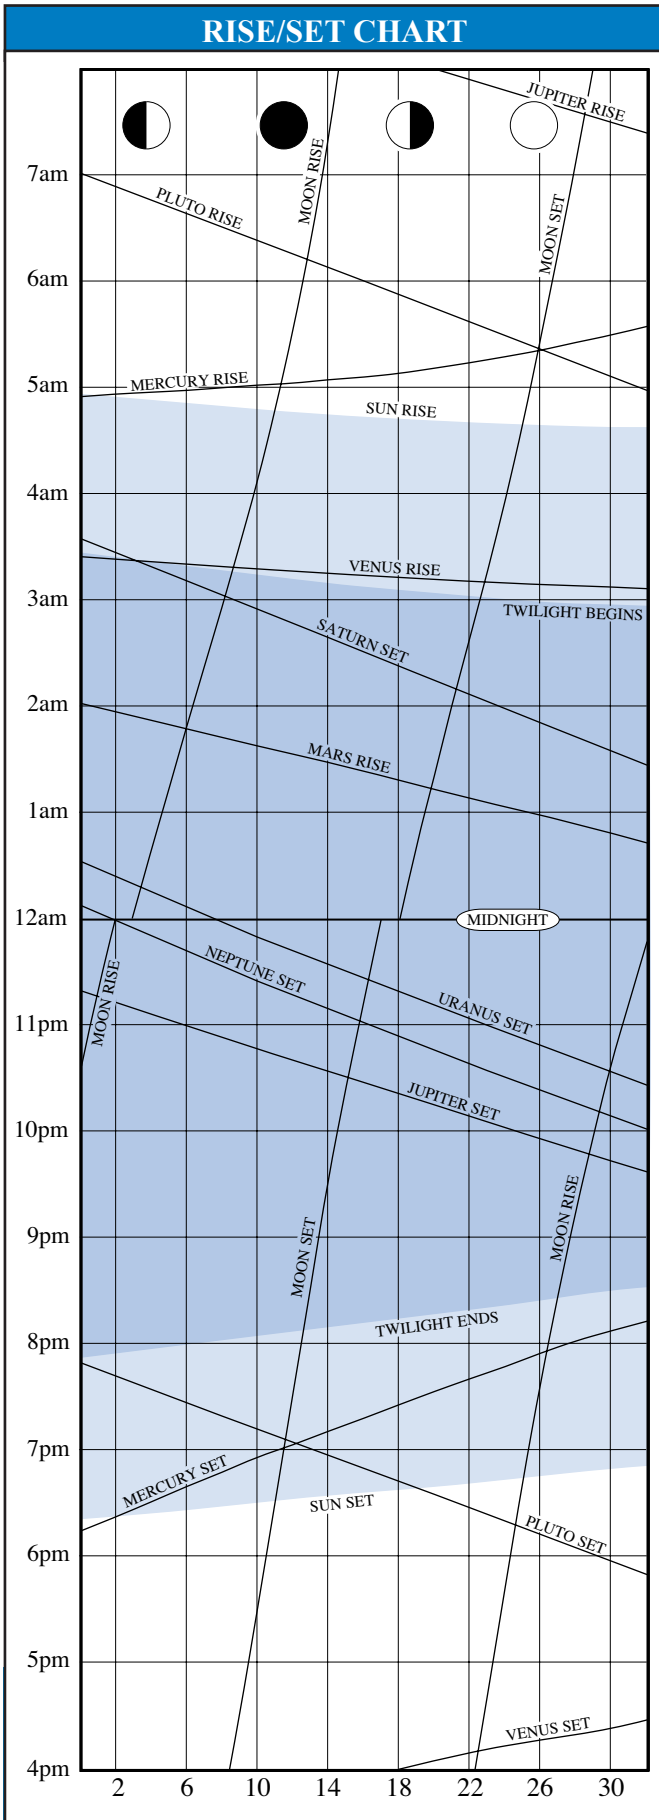 RISE/SET CHART
JUPITER RISE
MOON RISE
7am
PLUTO RISE
MOON SET
6am
5am
MERCURY RISE
SUN RISE
4am
VENUS RISE
3am
TWILIGHT BEGINS
SATURN SET
2am
MARS RISE
1am
12am
MIDNIGHT
NEPTUNE SET
MOON RISE
URANUS SET
11pm
JUPITER SET
10pm
MOON RISE
9pm
MOON SET
TWILIGHT ENDS
8pm
7pm
MERCURY SET
SUN SET
PLUTO SET
6pm
5pm
VENUS SET
4pm
2 6 10 14 18 22 26 30